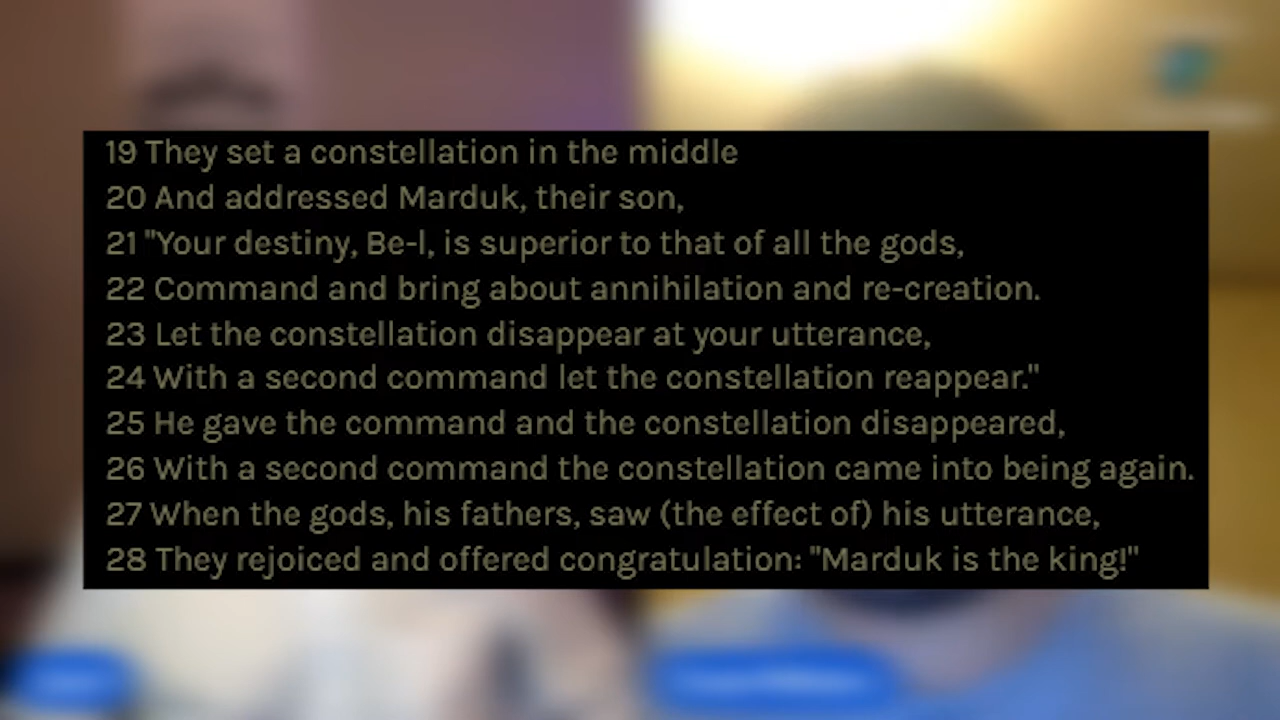 19 They set a constellation in the middle
20 And addressed Marduk, their son,
21 "Your destiny, Be-l, is superior to that of all the gods,
22 Command and bring about annihilation and re-creation.
23 Let the constellation disappear at your utterance,
24 With a second command let the constellation reappear."
25 He gave the command and the constellation disappeared,
26 With a second command the constellation came into being again.
27 When the gods, his fathers, saw (the effect of) his utterance,
28 They rejoiced and offered congratulation: "Marduk is the king!"